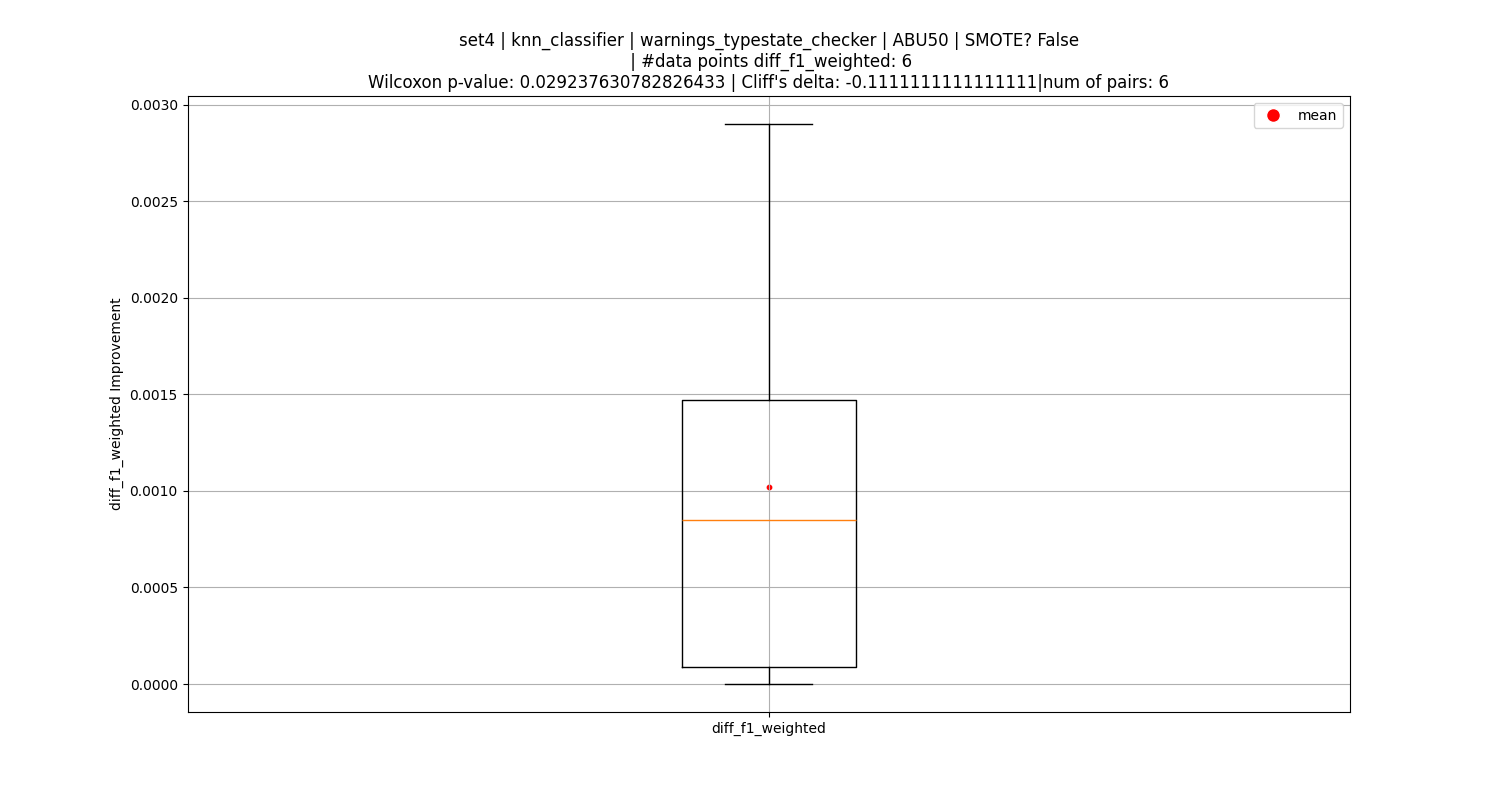 set4 | knn_classifier | warnings_typestate_checker | ABU50 | SMOTE? False
| #data points diff_f1_weighted: 6
Wilcoxon p-value: 0.029237630782826433 | Cliff's delta: -0.1111111111111111|num of pairs: 6
mean
0.0030
0.0025
0.0020
0.0015
0.0010
0.0005
0.0000
diff_f1_weighted Improvement
diff_f1_weighted